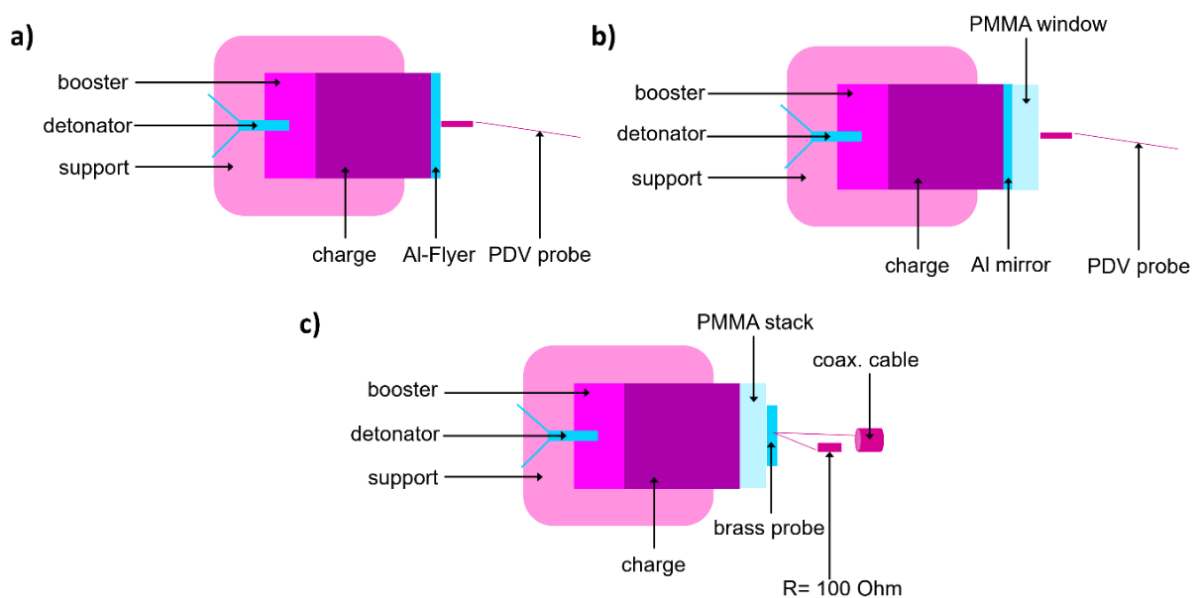 a)
booster
detonator
support
charge
Al-Flyer
PDV probe
b)
PMMA window
booster
detonator
support
charge
Al mirror
PDV probe
c)
PMMA stack
coax. cable
booster
detonator
support
brass probe
charge
R= 100 Ohm